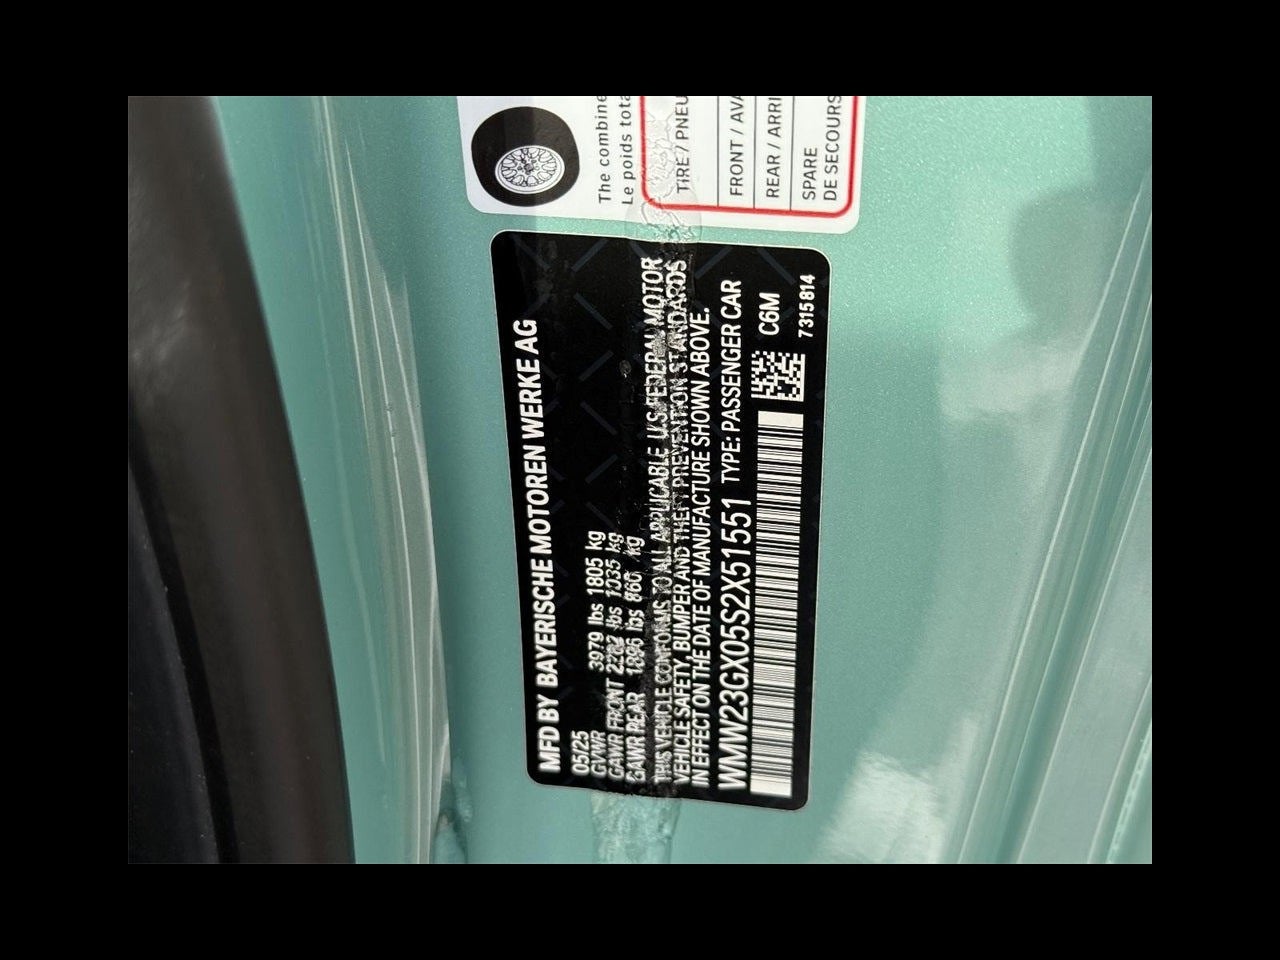 The combine
Le poids tota
TIRE / PNEU
FRONT / AVA
REAR / ARRI
SPARE
DE SECOURS
MFD BY BAYERISCHE MOTOREN WERKE AG
05/25
GVWR 3979 lbs 1805 kg
GAWR FRONT lbs 1035 kg
GAWR REAR 1896 lbs 860 kg
THIS VEHICLE CONFORMS TO ALL APPLICABLE U.S. FEDERAL MOTOR
VEHICLE SAFETY, BUMPER AND THEFT PREVENTION STANDARDS
IN EFFECT ON THE DATE OF MANUFACTURE SHOWN ABOVE.
WMW23GX05S2X51551 TYPE: PASSENGER CAR
C6M
7315814